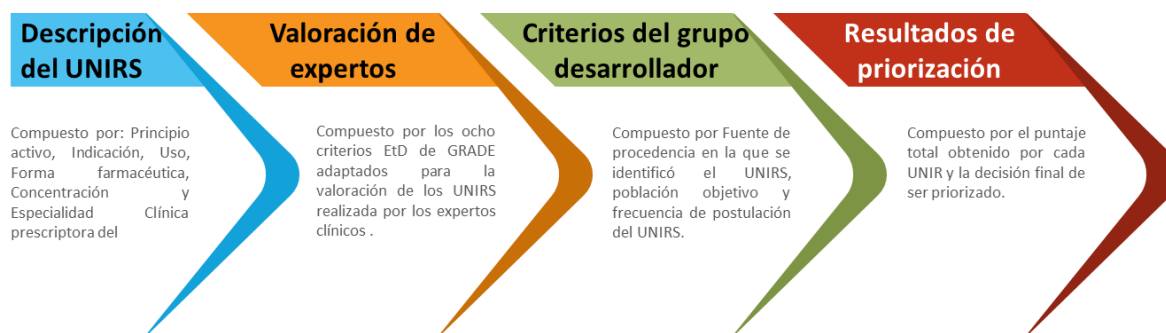 Descripción
del UNIRS
Valoración de
expertos
Criterios del grupo
desarrollador
Resultados de
priorización
Compuesto por: Principio
activo, Indicación, Uso,
Forma farmacéutica,
Concentración y
Especialidad Clínica
prescriptora del
Compuesto por los ocho
criterios EtD de GRADE
adaptados para la
valoración de los UNIRS
realizada por los expertos
clínicos .
Compuesto por Fuente de
procedencia en la que se
identificó el UNIRS,
población objetivo y
frecuencia de postulación
del UNIRS.
Compuesto por el puntaje
total obtenido por cada
UNIR y la decisión final de
ser priorizado.